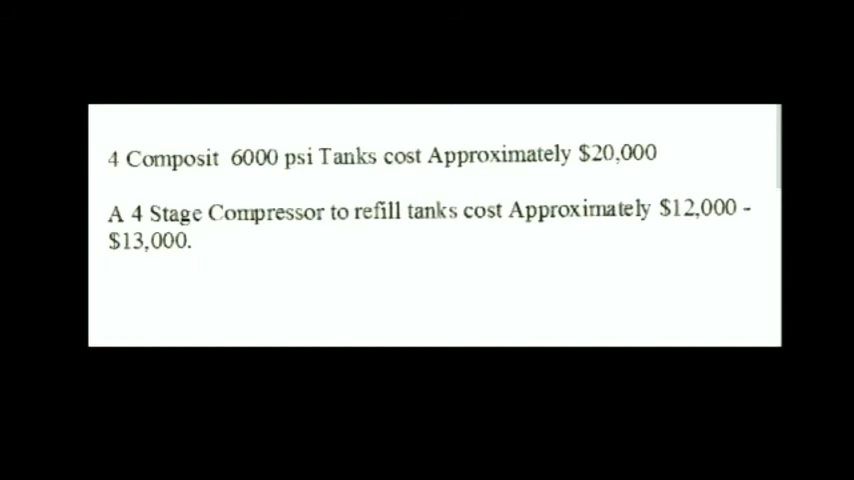 4 Composit 6000 psi Tanks cost Approximately $20,000
A 4 Stage Compressor to refill tanks cost Approximately $12,000 -
$13,000.